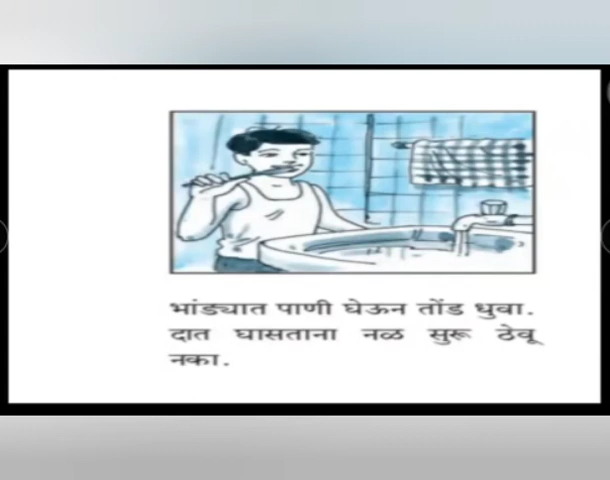 भांड्यात पाणी घेऊन तोंड धुवा.
दात घासताना नळ सुरू ठेवू
नका.